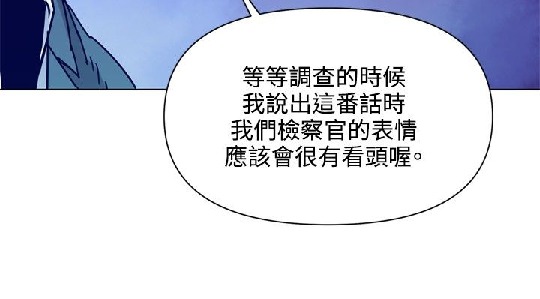 等等調查的時候
我說出這番話時
我們檢察官的表情
應該會很有看頭喔。